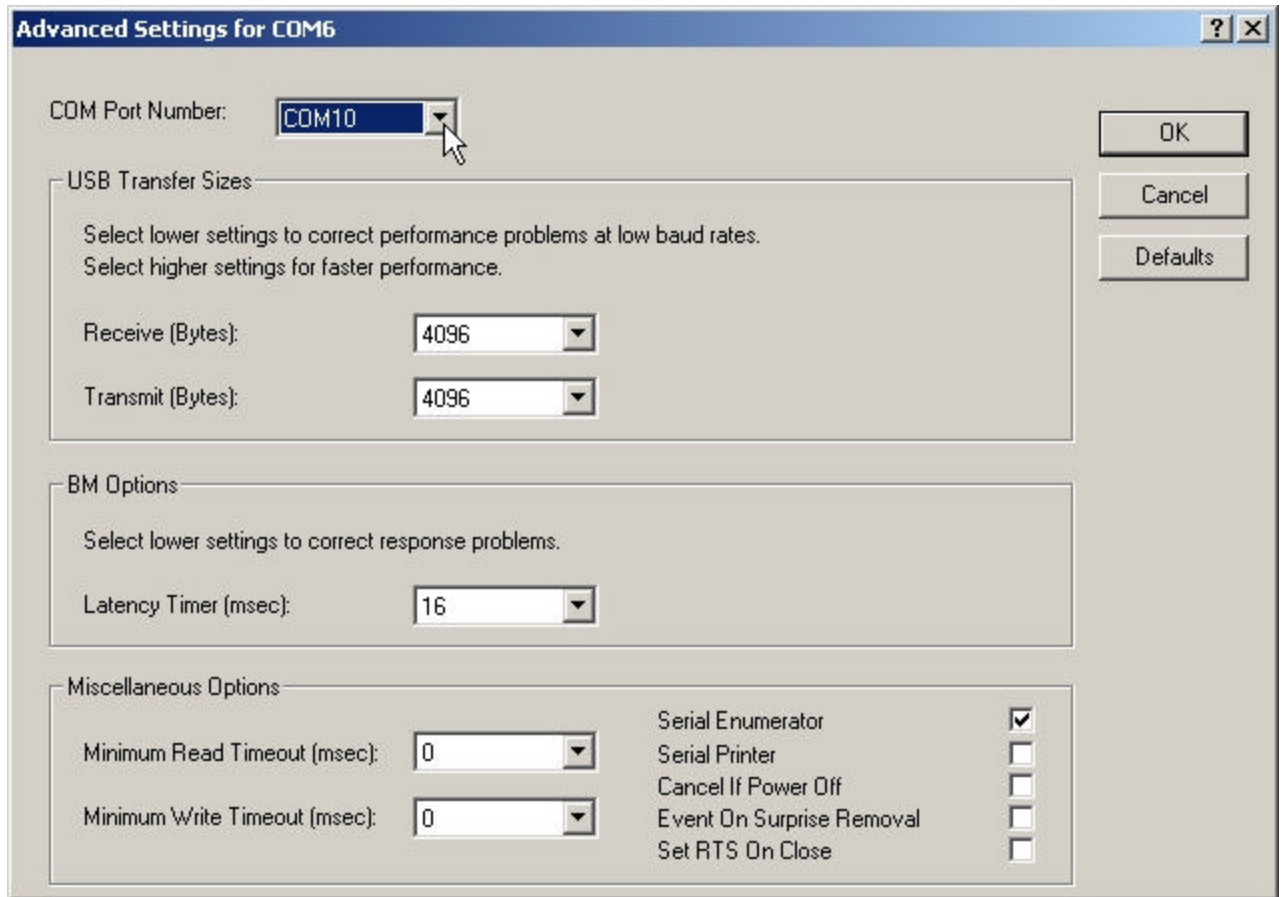 Advanced Settings for COM6
COM Port Number: COM10
OK
USB Transfer Sizes
Cancel
Select lower settings to correct performance problems at low baud rates.
Defaults
Select higher settings for faster performance.
Receive (Bytes): 4096
Transmit (Bytes): 4096
BM Options
Select lower settings to correct response problems.
Latency Timer (msec): 16
Miscellaneous Options
Serial Enumerator
Minimum Read Timeout (msec): 0
Serial Printer
Cancel If Power Off
Minimum Write Timeout (msec): 0
Event On Surprise Removal
Set RTS On Close